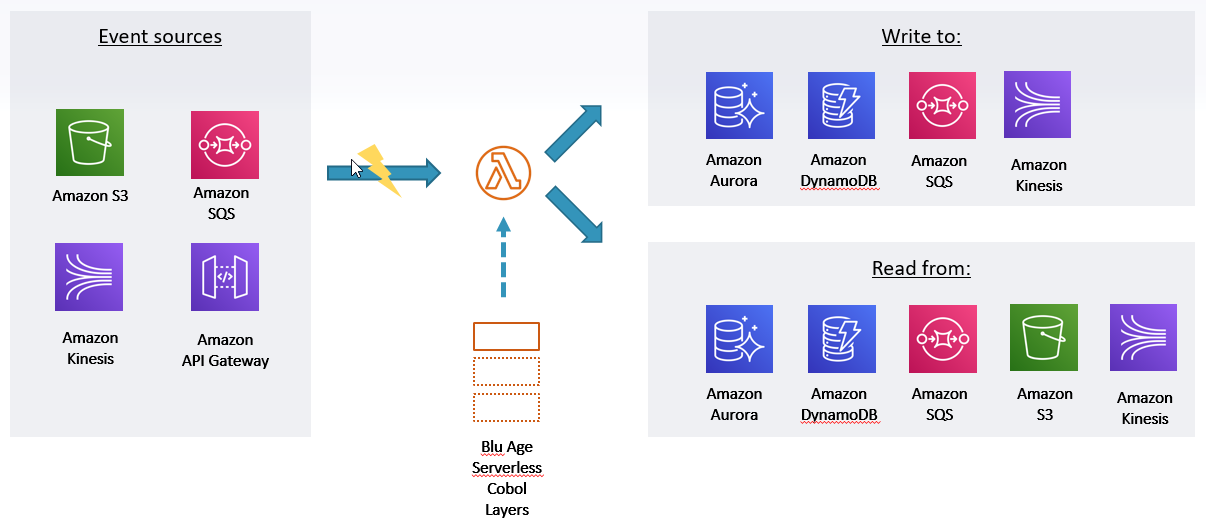 Event sources
Amazon S3
Amazon
SQS
Amazon
Kinesis
Amazon
API Gateway
Blu Age
Serverless
Cobol
Layers
Write to:
Amazon
Aurora
Amazon
DynamoDB
Amazon
SQS
Amazon
Kinesis
Read from:
Amazon
Aurora
Amazon
DynamoDB
Amazon
SQS
Amazon
S3
Amazon
Kinesis